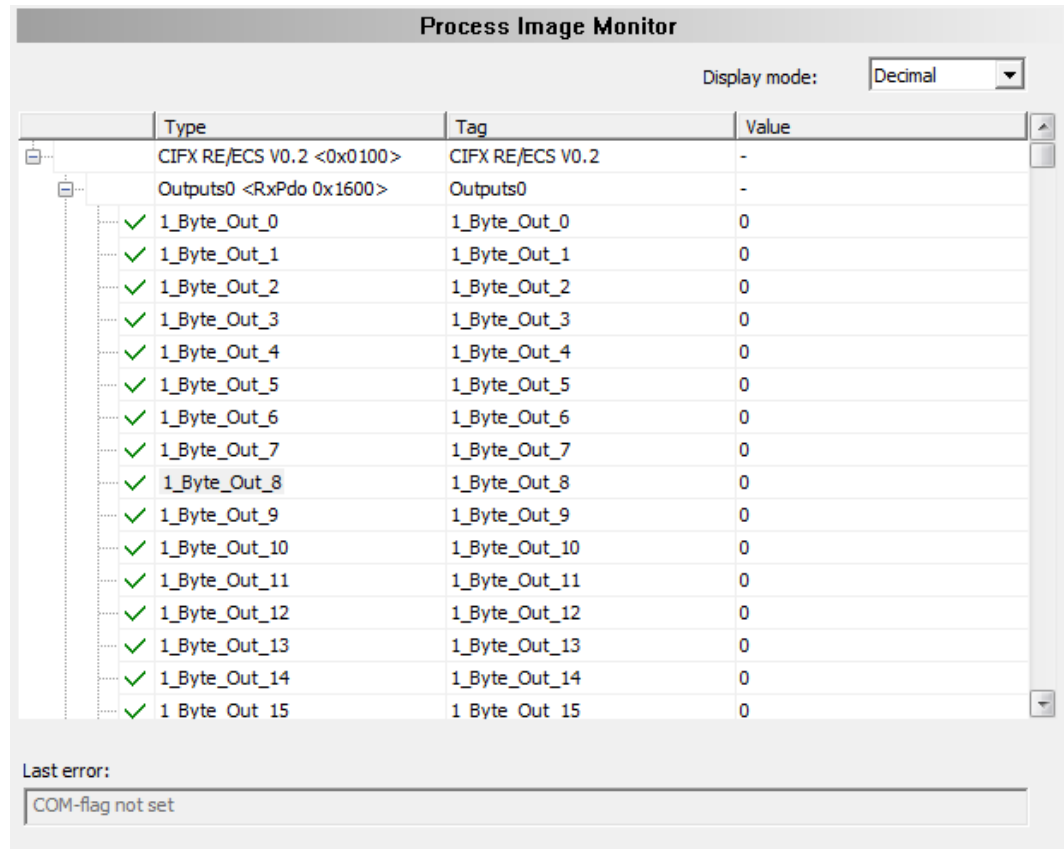 Process Image Monitor
Display mode: Decimal
Type Tag Value
CIFX RE/ECS V0.2 <0x0100> CIFX RE/ECS V0.2 -
Outputs0 <RxPdo 0x1600> Outputs0 -
1_Byte_Out_0 1_Byte_Out_0 0
1_Byte_Out_1 1_Byte_Out_1 0
1_Byte_Out_2 1_Byte_Out_2 0
1_Byte_Out_3 1_Byte_Out_3 0
1_Byte_Out_4 1_Byte_Out_4 0
1_Byte_Out_5 1_Byte_Out_5 0
1_Byte_Out_6 1_Byte_Out_6 0
1_Byte_Out_7 1_Byte_Out_7 0
1_Byte_Out_8 1_Byte_Out_8 0
1_Byte_Out_9 1_Byte_Out_9 0
1_Byte_Out_10 1_Byte_Out_10 0
1_Byte_Out_11 1_Byte_Out_11 0
1_Byte_Out_12 1_Byte_Out_12 0
1_Byte_Out_13 1_Byte_Out_13 0
1_Byte_Out_14 1_Byte_Out_14 0
1_Byte_Out_15 1_Byte_Out_15 0
Last error:
COM-flag not set